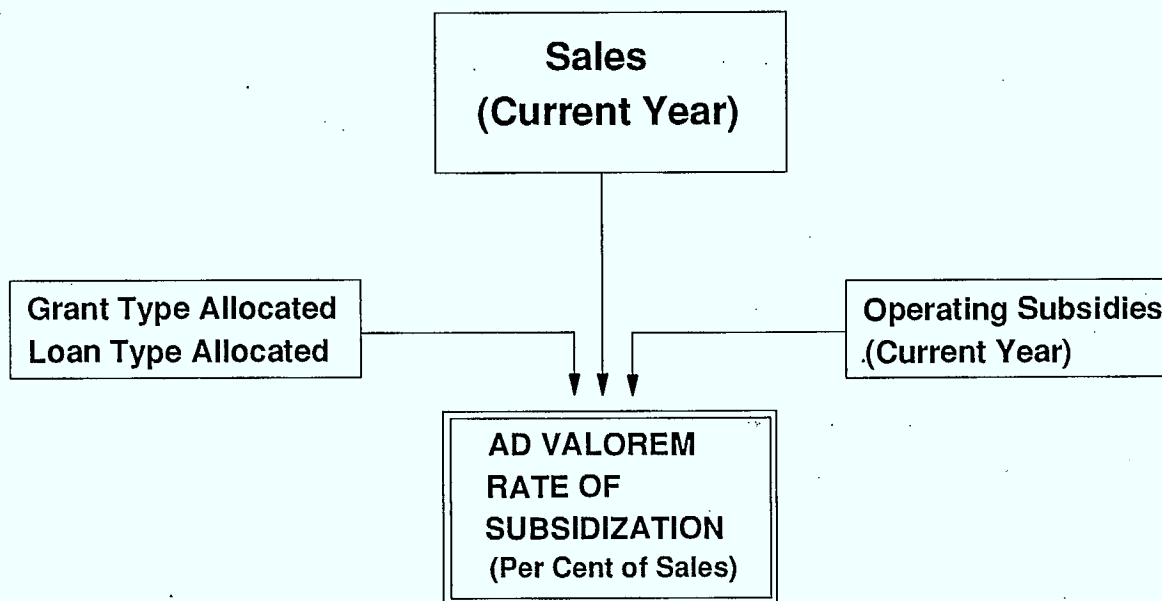 Sales
(Current Year)
Grant Type Allocated
Loan Type Allocated
Operating Subsidies
(Current Year)
AD VALOREM
RATE OF
SUBSIDIZATION
(Per Cent of Sales)